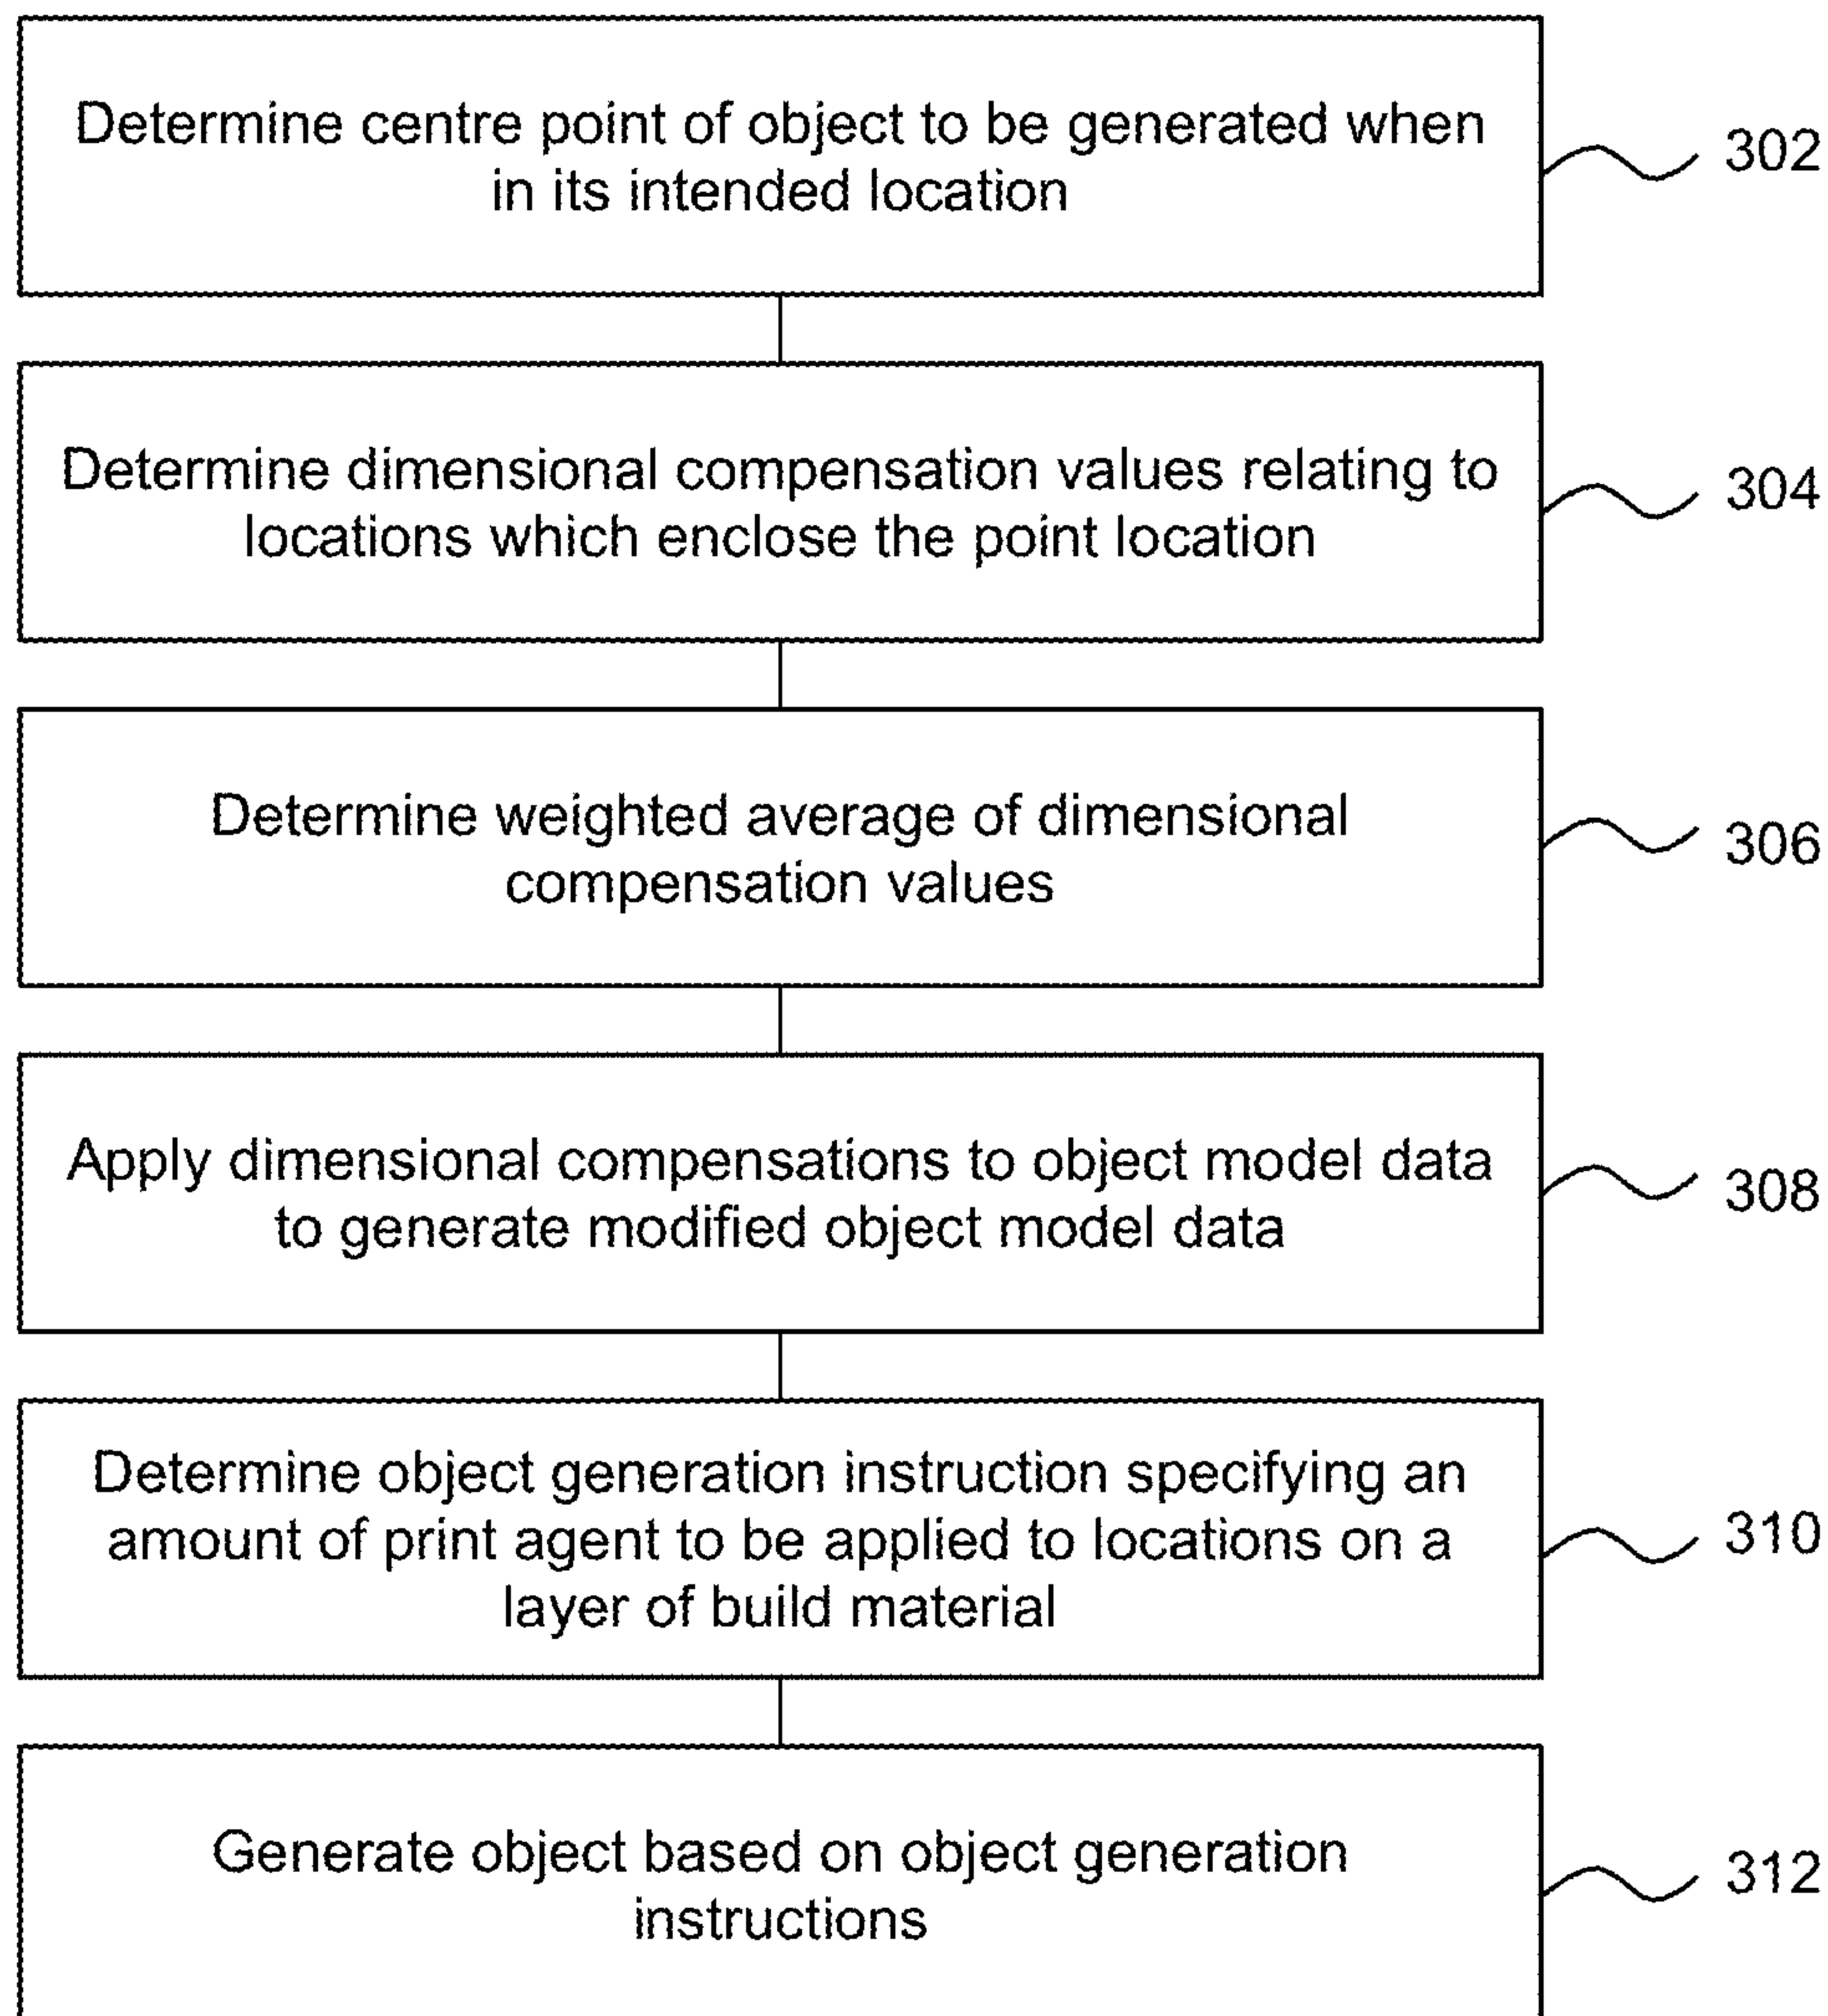 Determine centre point of object to be generated when
in its intended location
302
Determine dimensional compensation values relating to
locations which enclose the point location
304
Determine weighted average of dimensional
compensation values
306
Apply dimensional compensations to object model data
to generate modified object model data
308
Determine object generation instruction specifying an
amount of print agent to be applied to locations on a
layer of build material
310
Generate object based on object generation
instructions
312